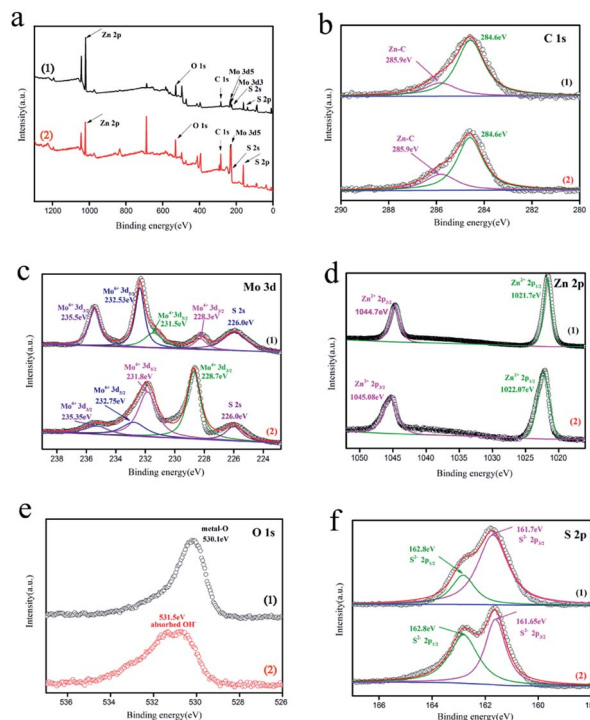 a
Zn 2p
O 1s
C 1s
Mo 3d5
Mo 3d3
S 2s
S 2p
(1)
(2)
Zn 2p
O 1s
C 1s
Mo 3d5
S 2s
S 2p
Intensity(a.u.)
1200 1000 800 600 400 200 0
Binding energy(eV)
b
C 1s
284.6eV
Zn-C
285.9eV
(1)
284.6eV
Zn-C
285.9eV
(2)
Intensity(a.u.)
290 288 286 284 282 280
Binding energy(eV)
c
Mo 3d
Mo⁶⁺ 3d3/2
235.5eV
Mo⁶⁺ 3d5/2
232.53eV
Mo⁴⁺ 3d3/2
231.5eV
Mo⁴⁺ 3d5/2
228.3eV
S 2s
226.0eV
(1)
Mo⁶⁺ 3d3/2
235.35eV
Mo⁶⁺ 3d5/2
232.75eV
Mo⁴⁺ 3d3/2
231.8eV
Mo⁴⁺ 3d5/2
228.7eV
S 2s
226.0eV
(2)
Intensity(a.u.)
238 235 232 229 226 223
Binding energy(eV)
d
Zn 2p
Zn²⁺ 2p1/2
1021.7eV
Zn²⁺ 2p3/2
1044.7eV
(1)
Zn²⁺ 2p1/2
1022.07eV
Zn²⁺ 2p3/2
1045.08eV
(2)
Intensity(a.u.)
1050 1045 1040 1035 1030 1025 1020
Binding energy(eV)
e
O 1s
metal-O
530.1eV
(1)
531.5eV
absorbed OH⁻
(2)
Intensity(a.u.)
536 534 532 530 528 526
Binding energy(eV)
f
S 2p
161.7eV
S²⁻ 2p3/2
162.8eV
S²⁻ 2p1/2
(1)
161.65eV
S²⁻ 2p3/2
162.8eV
S²⁻ 2p1/2
(2)
Intensity(a.u.)
166 164 162 160 158
Binding energy(eV)